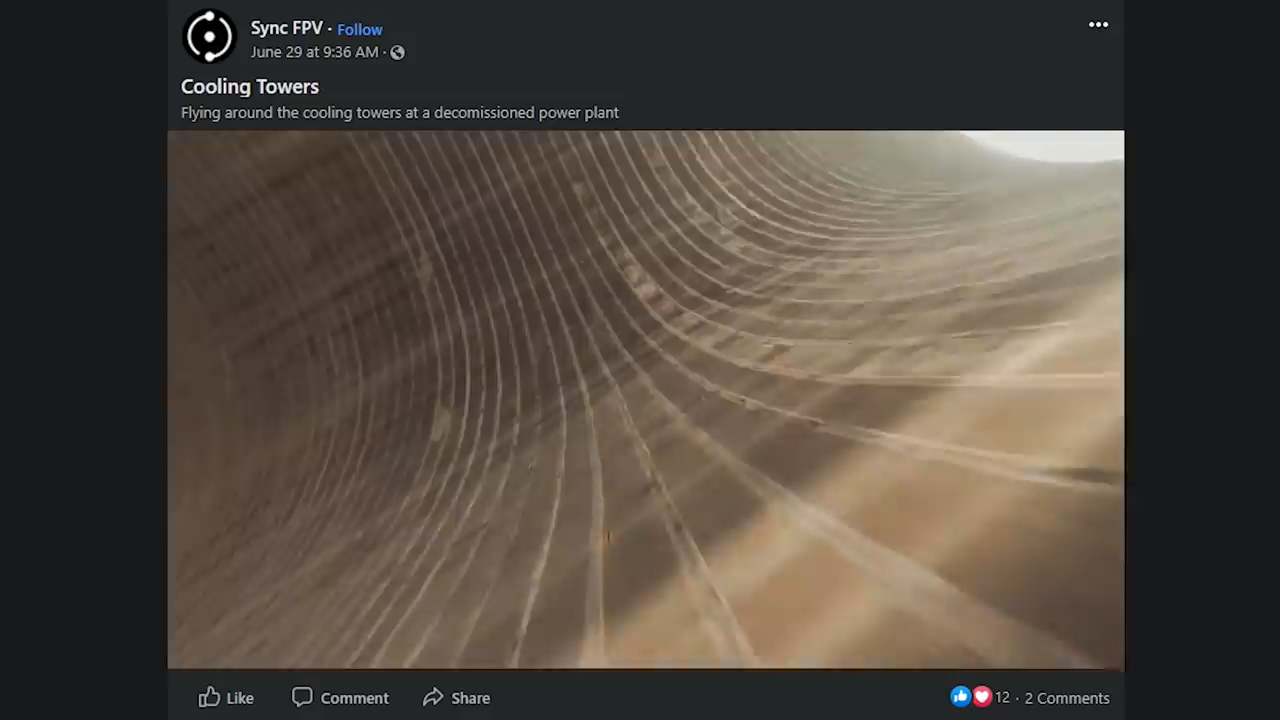 Sync FPV · Follow
June 29 at 9:36 AM ·
Cooling Towers
Flying around the cooling towers at a decomissioned power plant
Like Comment Share 12 · 2 Comments